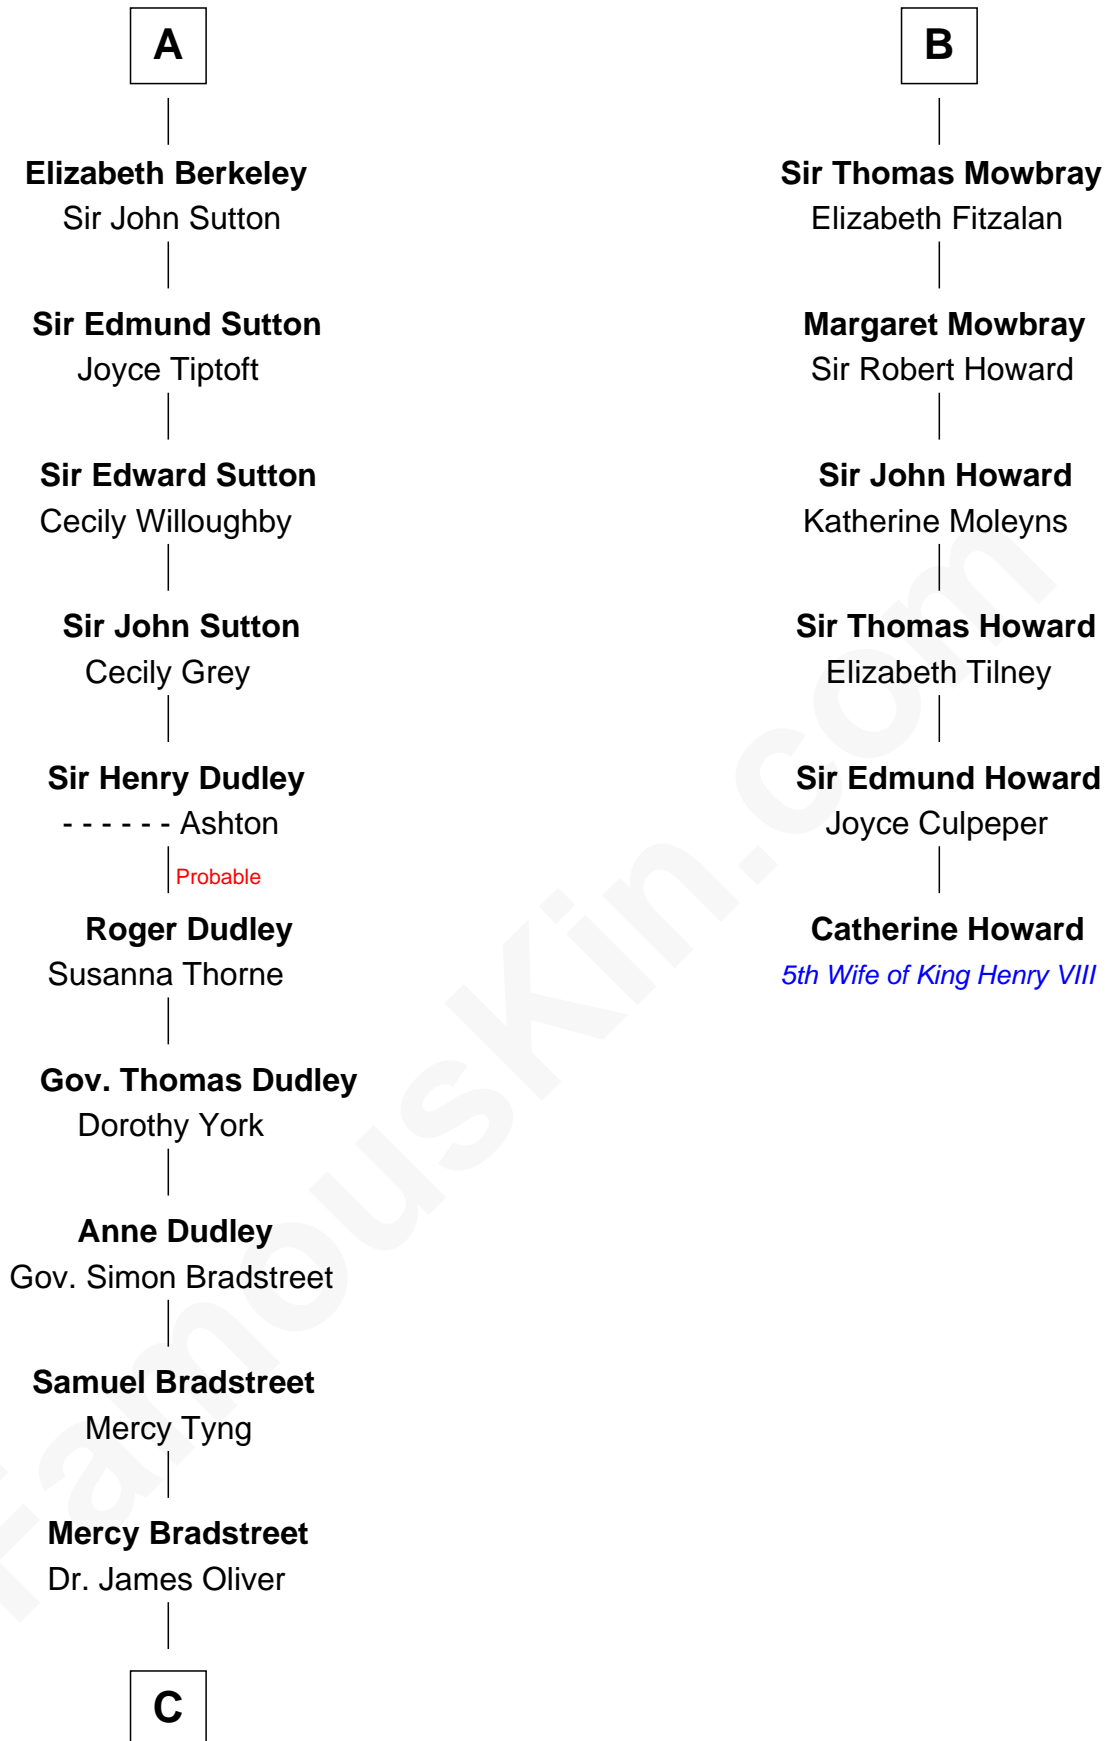 A
Elizabeth Berkeley
Sir John Sutton
Sir Edmund Sutton
Joyce Tiptoft
Sir Edward Sutton
Cecily Willoughby
Sir John Sutton
Cecily Grey
Sir Henry Dudley
- - - - - - Ashton
Probable
Roger Dudley
Susanna Thorne
Gov. Thomas Dudley
Dorothy York
Anne Dudley
Gov. Simon Bradstreet
Samuel Bradstreet
Mercy Tyng
Mercy Bradstreet
Dr. James Oliver
C
B
Sir Thomas Mowbray
Elizabeth Fitzalan
Margaret Mowbray
Sir Robert Howard
Sir John Howard
Katherine Moleyns
Sir Thomas Howard
Elizabeth Tilney
Sir Edmund Howard
Joyce Culpeper
Catherine Howard
5th Wife of King Henry VIII
FamousKin.com